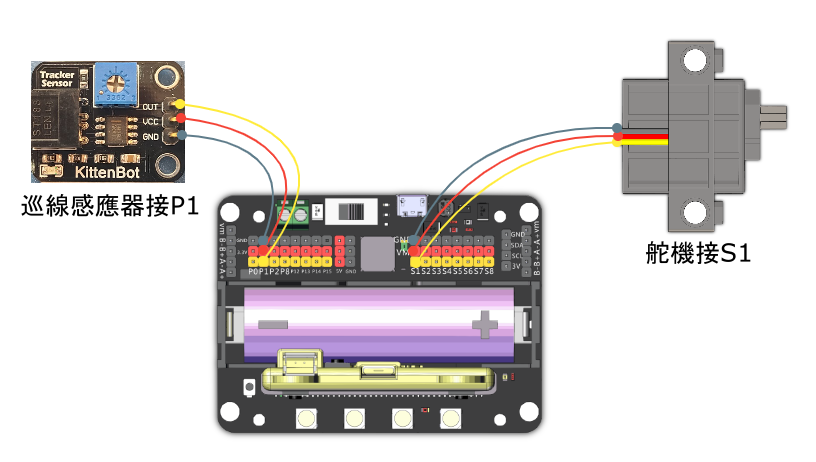 Tracker
Sensor
OUT
VCC
GND
ST188
KittenBot
巡線感應器接P1
舵機接S1
vm
B- B+ A- A+
GND
3.3V
P0 P1 P2 P8 P12 P13 P14 P15 5V GND
GND
VM
S1 S2 S3 S4 S5 S6 S7 S8
GND
SDA
SCL
3V
B- B+ A- A+ vm